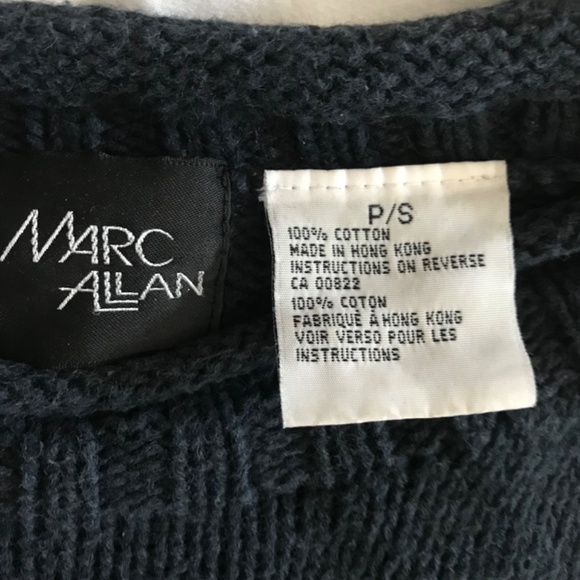 MARC
ALLAN
P/S
100% COTTON
MADE IN HONG KONG
INSTRUCTIONS ON REVERSE
CA 00822
100% COTON
FABRIQUÉ À HONG KONG
VOIR VERSO POUR LES
INSTRUCTIONS